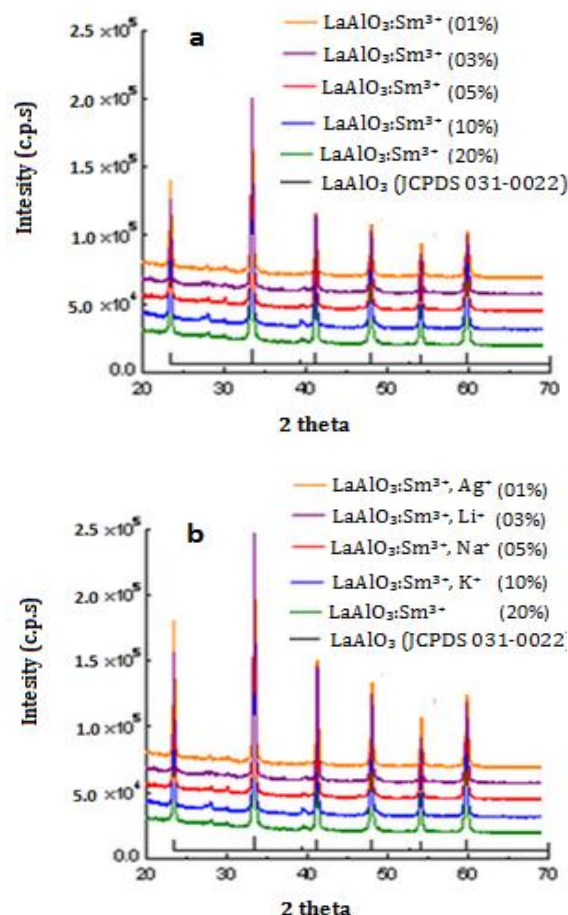 a
LaAlO₃:Sm³⁺ (01%)
LaAlO₃:Sm³⁺ (03%)
LaAlO₃:Sm³⁺ (05%)
LaAlO₃:Sm³⁺ (10%)
LaAlO₃:Sm³⁺ (20%)
LaAlO₃ (JCPDS 031-0022)
Intesity (c.p.s)
2.5 ×10⁵
2.0 ×10⁵
1.5 ×10⁵
1.0 ×10⁵
5.0 ×10⁴
0.0
20 30 40 50 60 70
2 theta
b
LaAlO₃:Sm³⁺, Ag⁺ (01%)
LaAlO₃:Sm³⁺, Li⁺ (03%)
LaAlO₃:Sm³⁺, Na⁺ (05%)
LaAlO₃:Sm³⁺, K⁺ (10%)
LaAlO₃:Sm³⁺ (20%)
LaAlO₃ (JCPDS 031-0022)
Intesity (c.p.s)
2.5 ×10⁵
2.0 ×10⁵
1.5 ×10⁵
1.0 ×10⁵
5.0 ×10⁴
0.0
20 30 40 50 60 70
2 theta